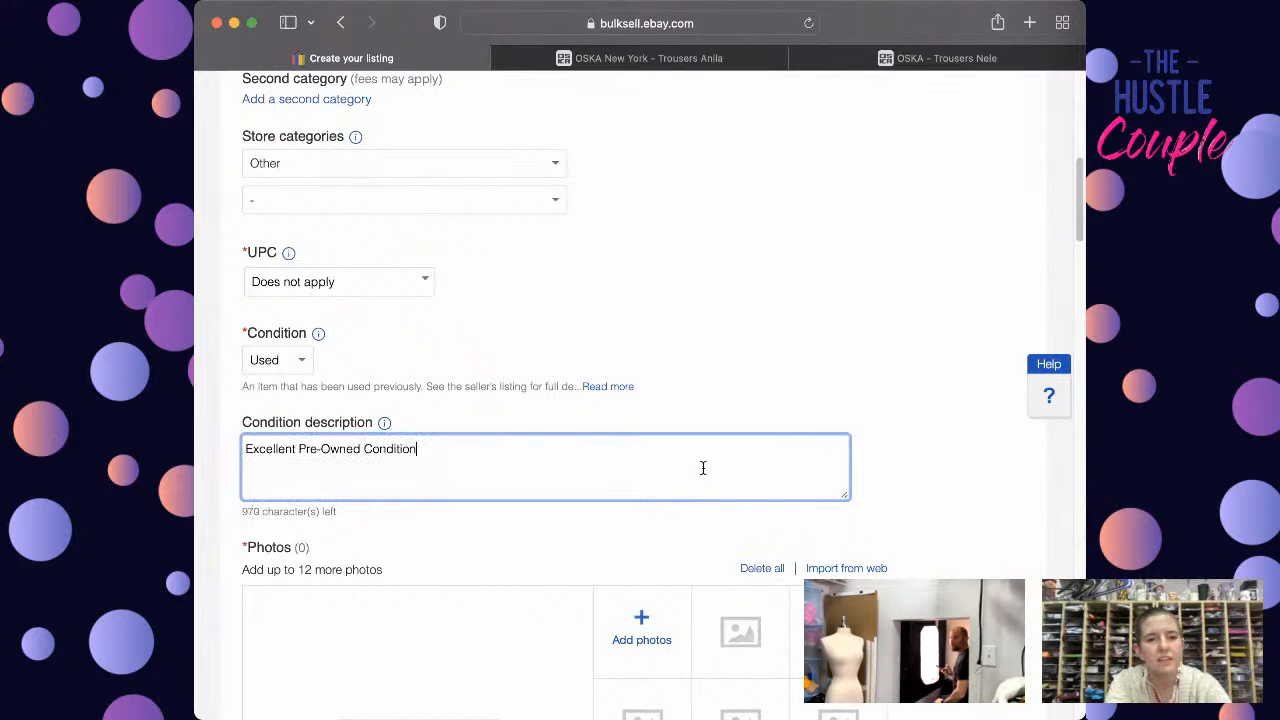 bulksell.ebay.com
Create your listing
OSKA New York - Trousers Anila
OSKA - Trousers Nele
-THE-
HUSTLE
Couple
Second category (fees may apply)
Add a second category
Store categories
Other
-
*UPC
Does not apply
*Condition
Used
An item that has been used previously. See the seller's listing for full de...Read more
Help
?
Condition description
Excellent Pre-Owned Condition
970 character(s) left
*Photos (0)
Add up to 12 more photos
Delete all | Import from web
Add photos